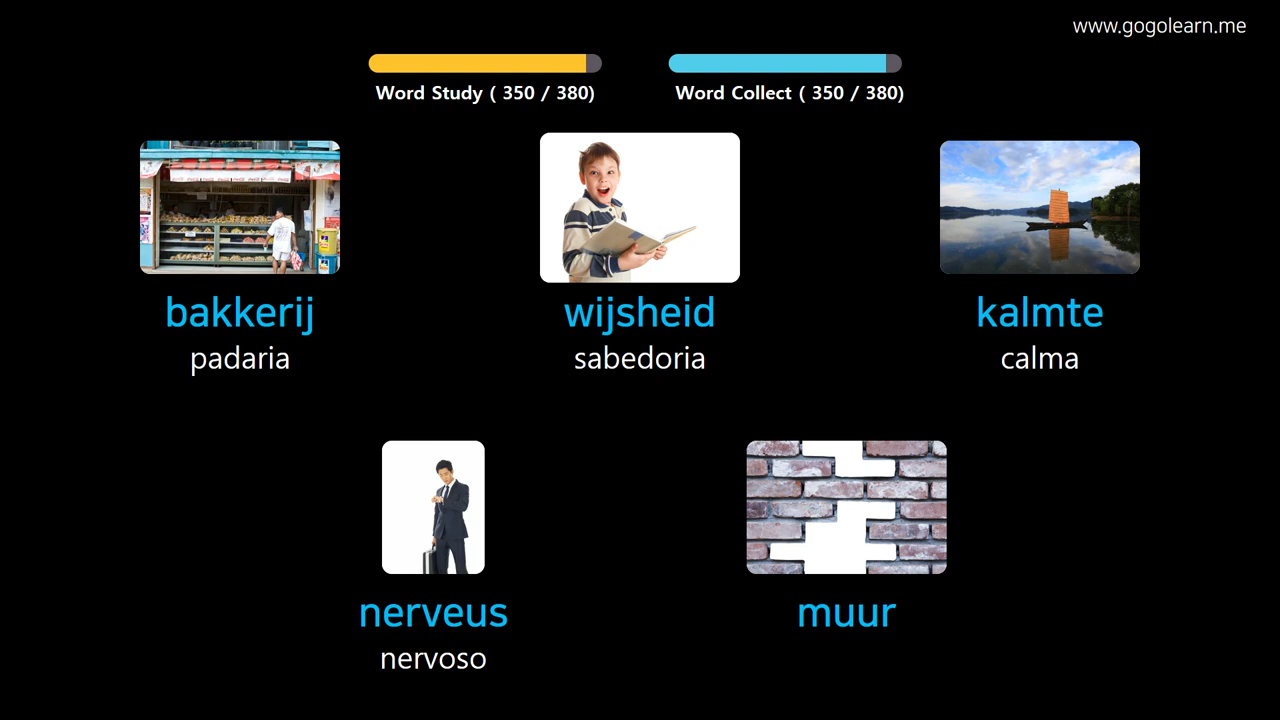 www.gogolearn.me
Word Study ( 350 / 380)
Word Collect ( 350 / 380)
bakkerij
padaria
wijsheid
sabedoria
kalmte
calma
nerveus
nervoso
muur